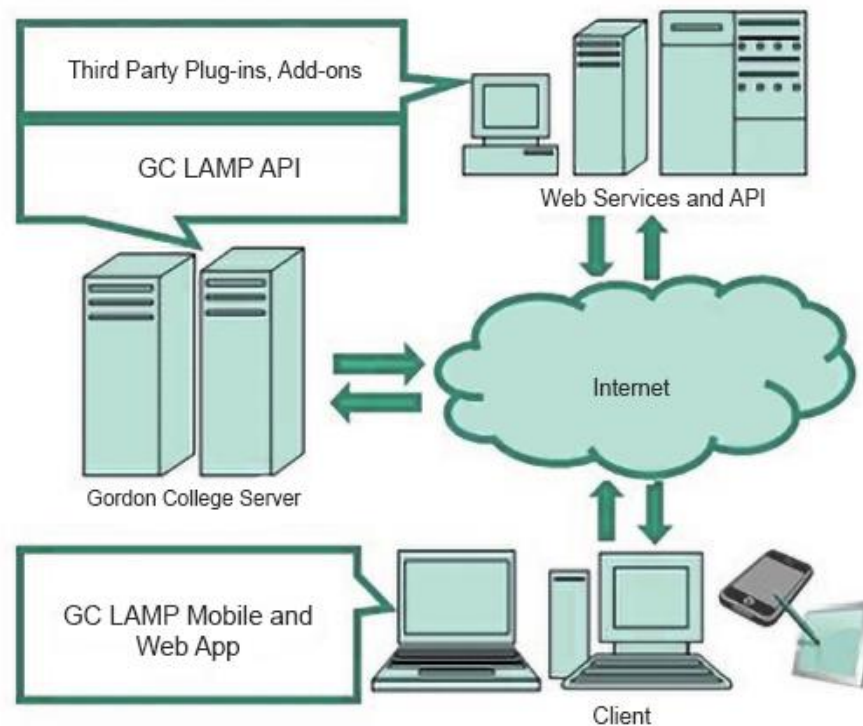 Third Party Plug-ins, Add-ons
GC LAMP API
Web Services and API
Internet
Gordon College Server
GC LAMP Mobile and
Web App
Client